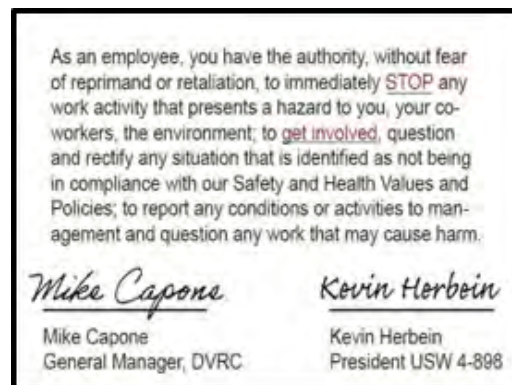 As an employee, you have the authority, without fear
of reprimand or retaliation, to immediately STOP any
work activity that presents a hazard to you, your co-
workers, the environment; to get involved, question
and rectify any situation that is identified as not being
in compliance with our Safety and Health Values and
Policies; to report any conditions or activities to man-
agement and question any work that may cause harm.
Mike Capone Kevin Herbein
Mike Capone Kevin Herbein
General Manager, DVRC President USW 4-898